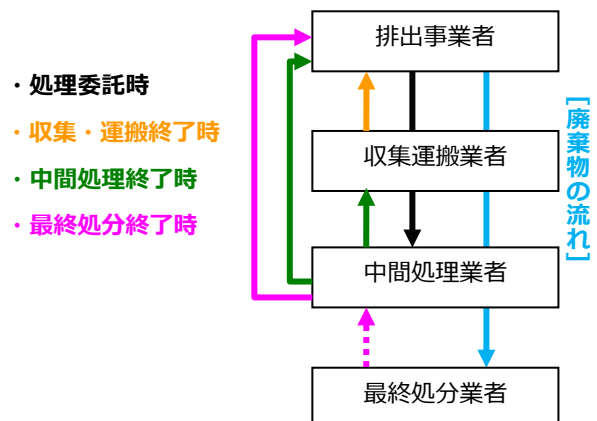 排出事業者
・処理委託時
・収集・運搬終了時
・中間処理終了時
・最終処分終了時
収集運搬業者
中間処理業者
最終処分業者
[廃棄物の流れ]